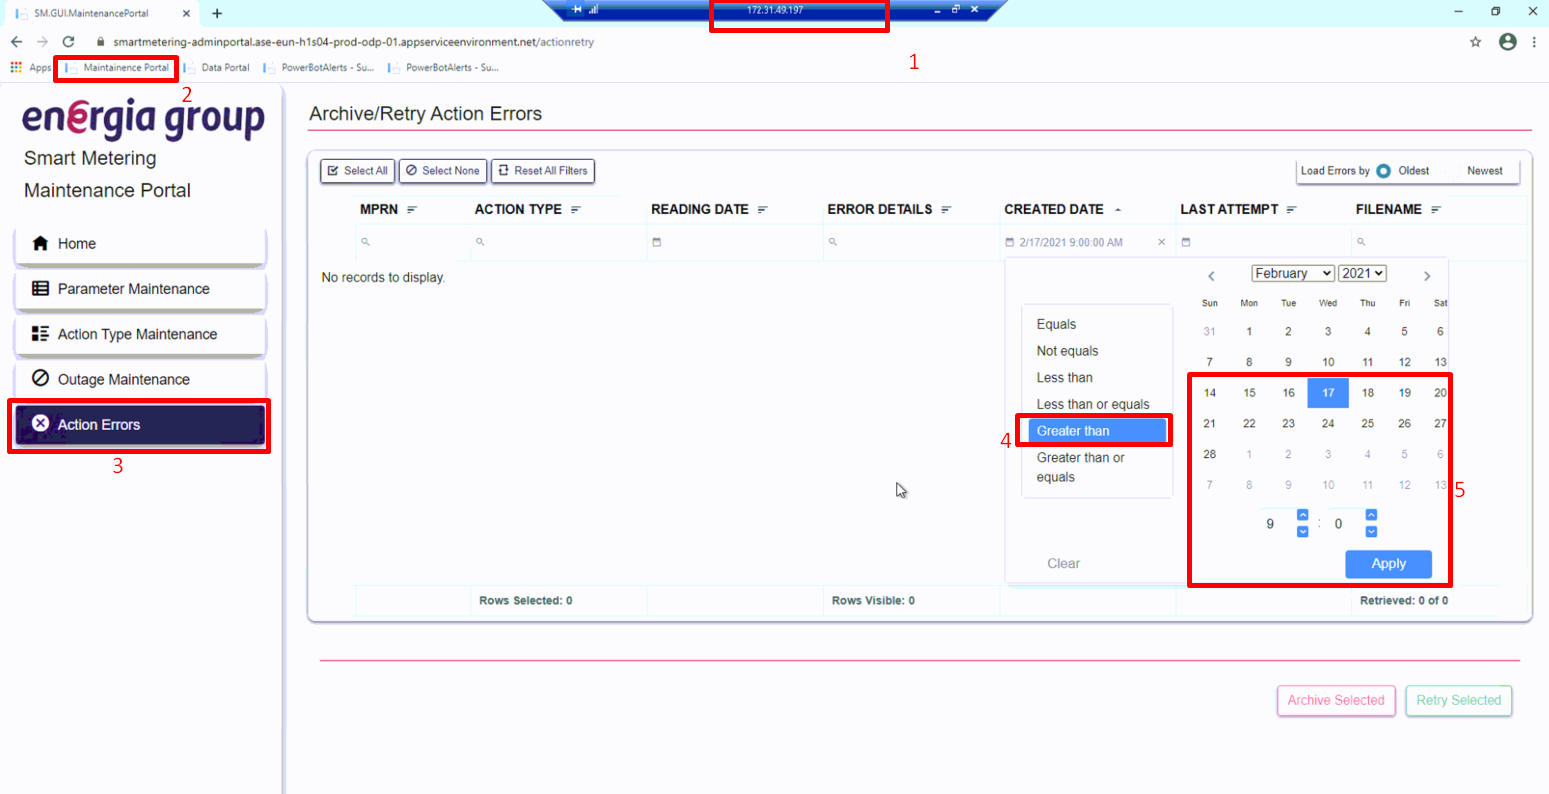 SM.GUI.MaintenancePortal
172.31.49.197
smartmetering-adminportal.ase-eun-h1s04-prod-odp-01.appserviceenvironment.net/actionretry
1
Apps Maintainence Portal Data Portal PowerBotAlerts - Su... PowerBotAlerts - Su...
2
energia group
Smart Metering
Maintenance Portal
Home
Parameter Maintenance
Action Type Maintenance
Outage Maintenance
Action Errors
3
Archive/Retry Action Errors
Select All Select None Reset All Filters Load Errors by Oldest Newest
MPRN ACTION TYPE READING DATE ERROR DETAILS CREATED DATE LAST ATTEMPT FILENAME
2/17/2021 9:00:00 AM
No records to display.
Equals
Not equals
Less than
Less than or equals
4 Greater than
Greater than or
equals
Clear
February 2021
Sun Mon Tue Wed Thu Fri Sat
31 1 2 3 4 5 6
7 8 9 10 11 12 13
14 15 16 17 18 19 20
21 22 23 24 25 26 27
28 1 2 3 4 5 6
7 8 9 10 11 12 13
5
9 : 0
Apply
Rows Selected: 0 Rows Visible: 0 Retrieved: 0 of 0
Archive Selected Retry Selected